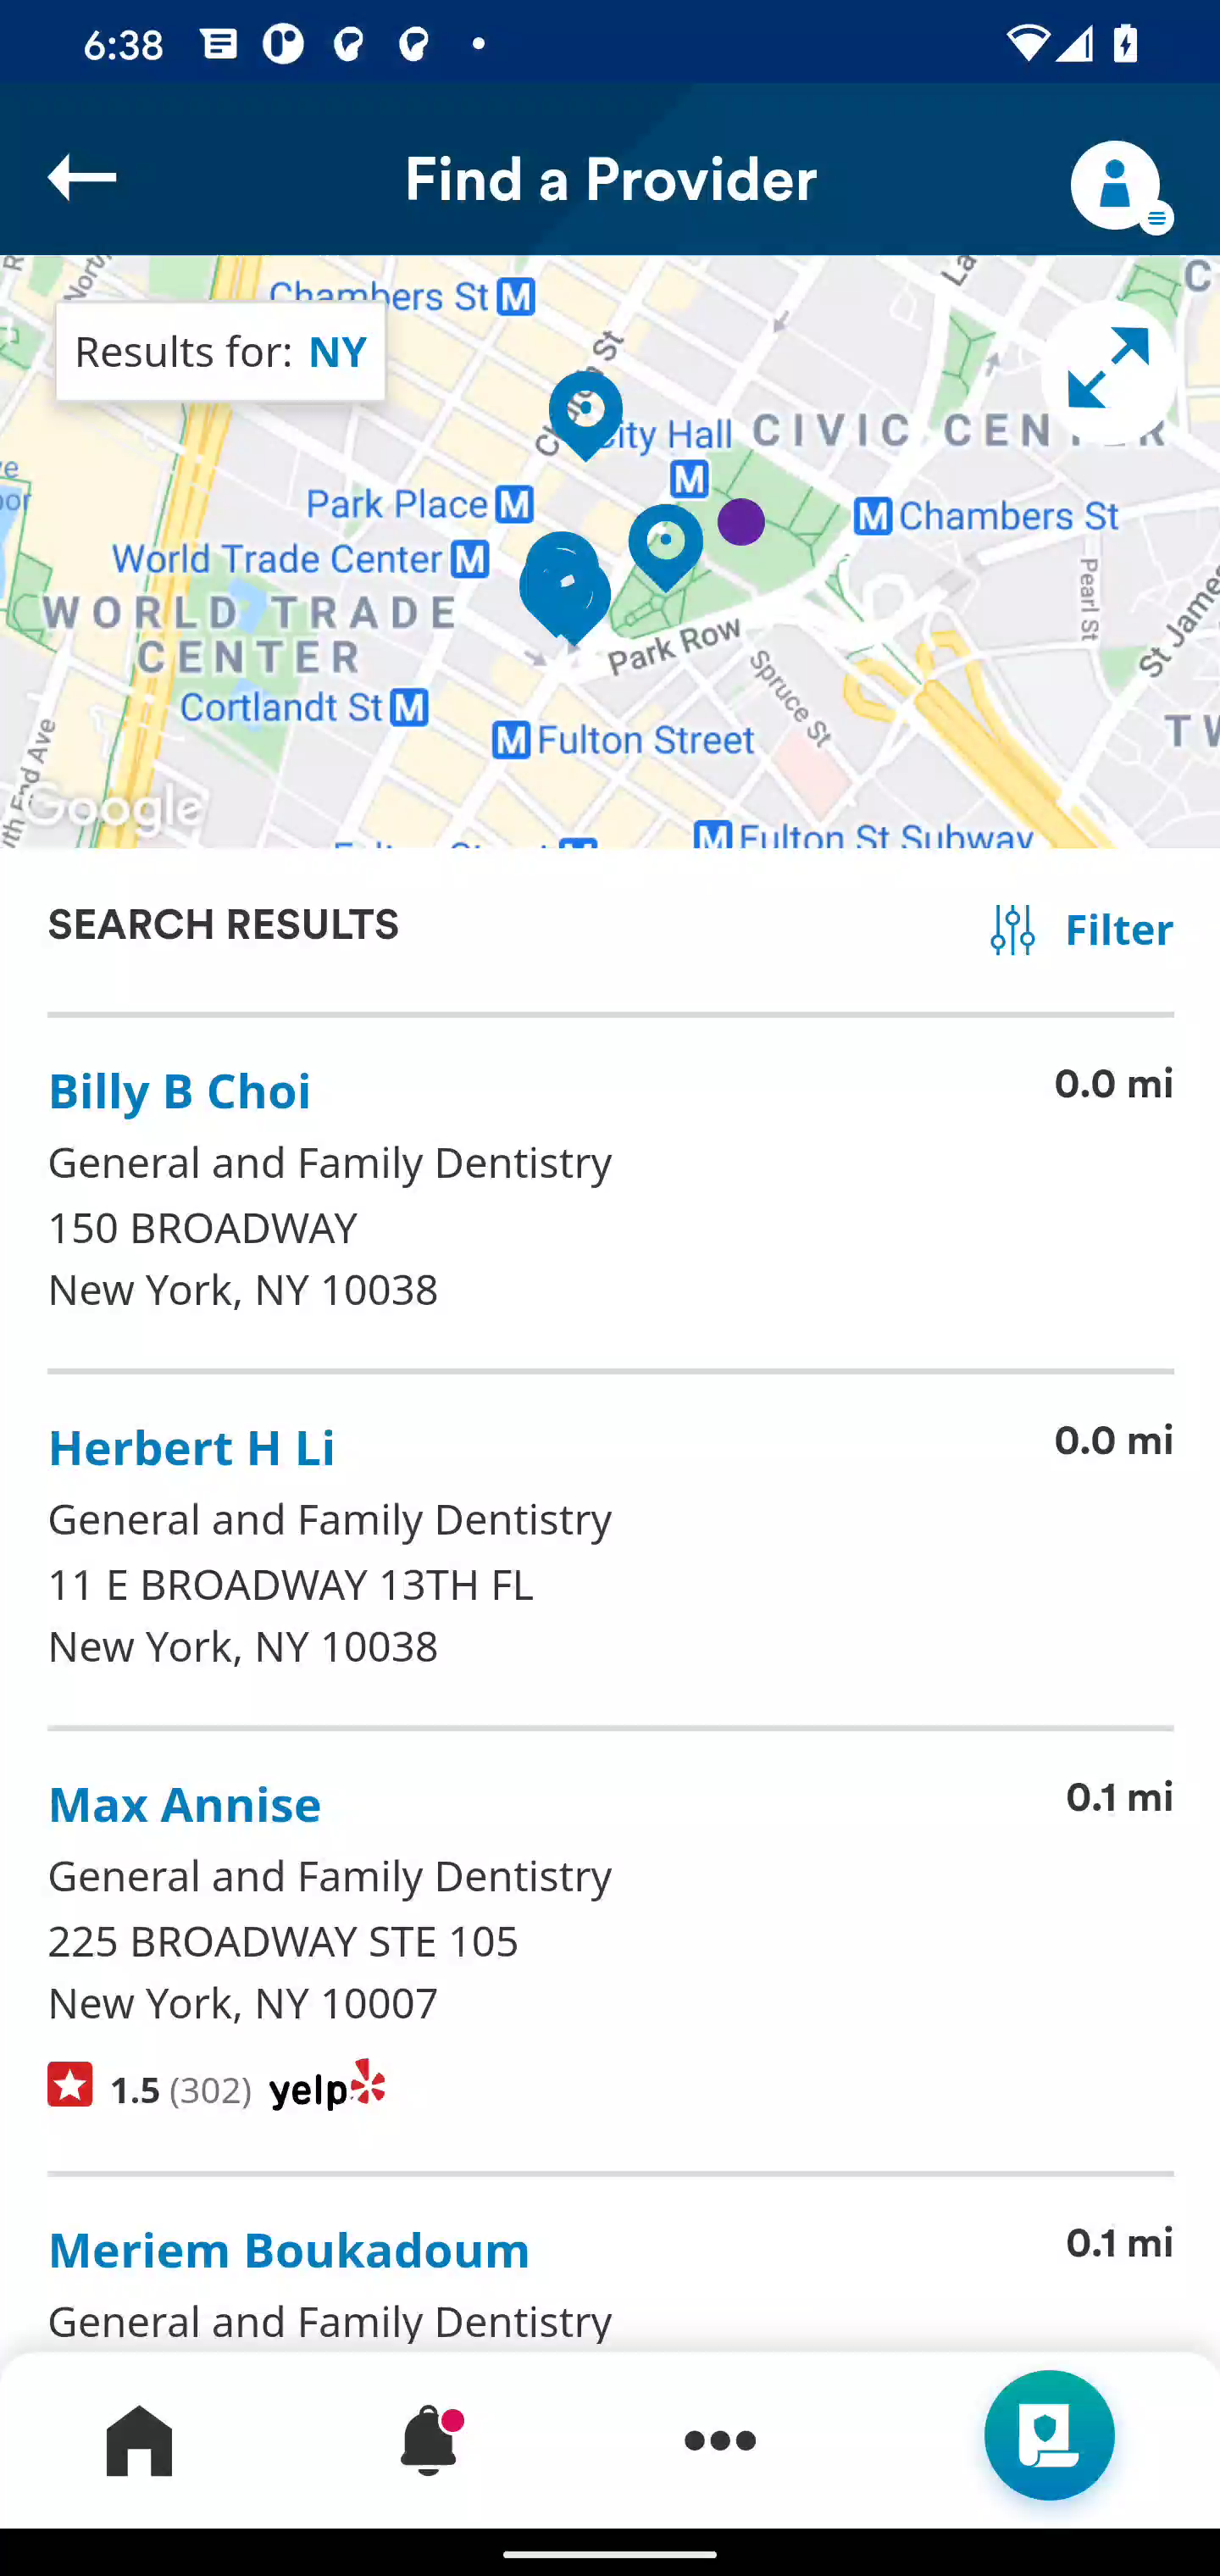 6:38
Find a Provider
Results for: NY
Chambers St M
City Hall
M
CIVIC CENTER
Park Place M
M Chambers St
World Trade Center M
WORLD TRADE
CENTER
Park Row
Pearl St
St James
Spruce St
Cortlandt St M
M Fulton Street
Google
M Fulton St Subway
SEARCH RESULTS
Filter
Billy B Choi
0.0 mi
General and Family Dentistry
150 BROADWAY
New York, NY 10038
Herbert H Li
0.0 mi
General and Family Dentistry
11 E BROADWAY 13TH FL
New York, NY 10038
Max Annise
0.1 mi
General and Family Dentistry
225 BROADWAY STE 105
New York, NY 10007
1.5 (302) yelp
Meriem Boukadoum
0.1 mi
General and Family Dentistry